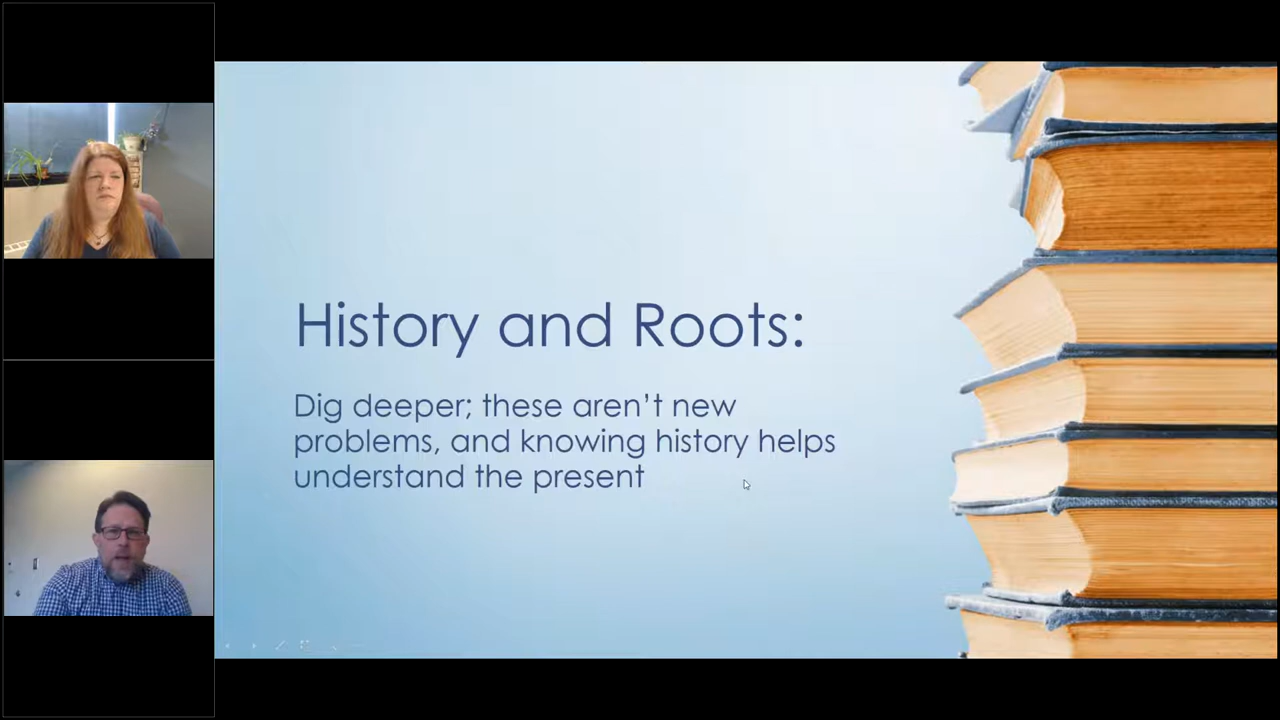 History and Roots:
Dig deeper; these aren’t new
problems, and knowing history helps
understand the present